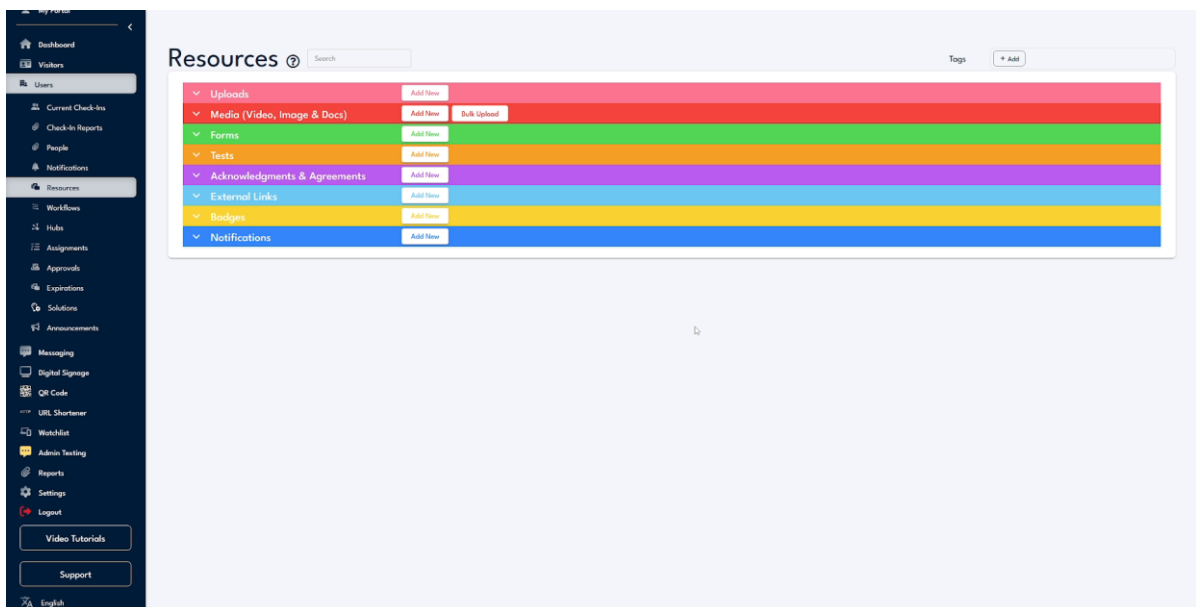 My Portal
Dashboard
Visitors
Users
Current Check-Ins
Check-In Reports
People
Notifications
Resources
Workflows
Hubs
Assignments
Approvals
Expirations
Solutions
Announcements
Messaging
Digital Signage
QR Code
HTTP URL Shortener
Watchlist
Admin Texting
Reports
Settings
Logout
Video Tutorials
Support
English
Resources ? Search
Tags + Add
Uploads Add New
Media (Video, Image & Docs) Add New Bulk Upload
Forms Add New
Tests Add New
Acknowledgments & Agreements Add New
External Links Add New
Badges Add New
Notifications Add New